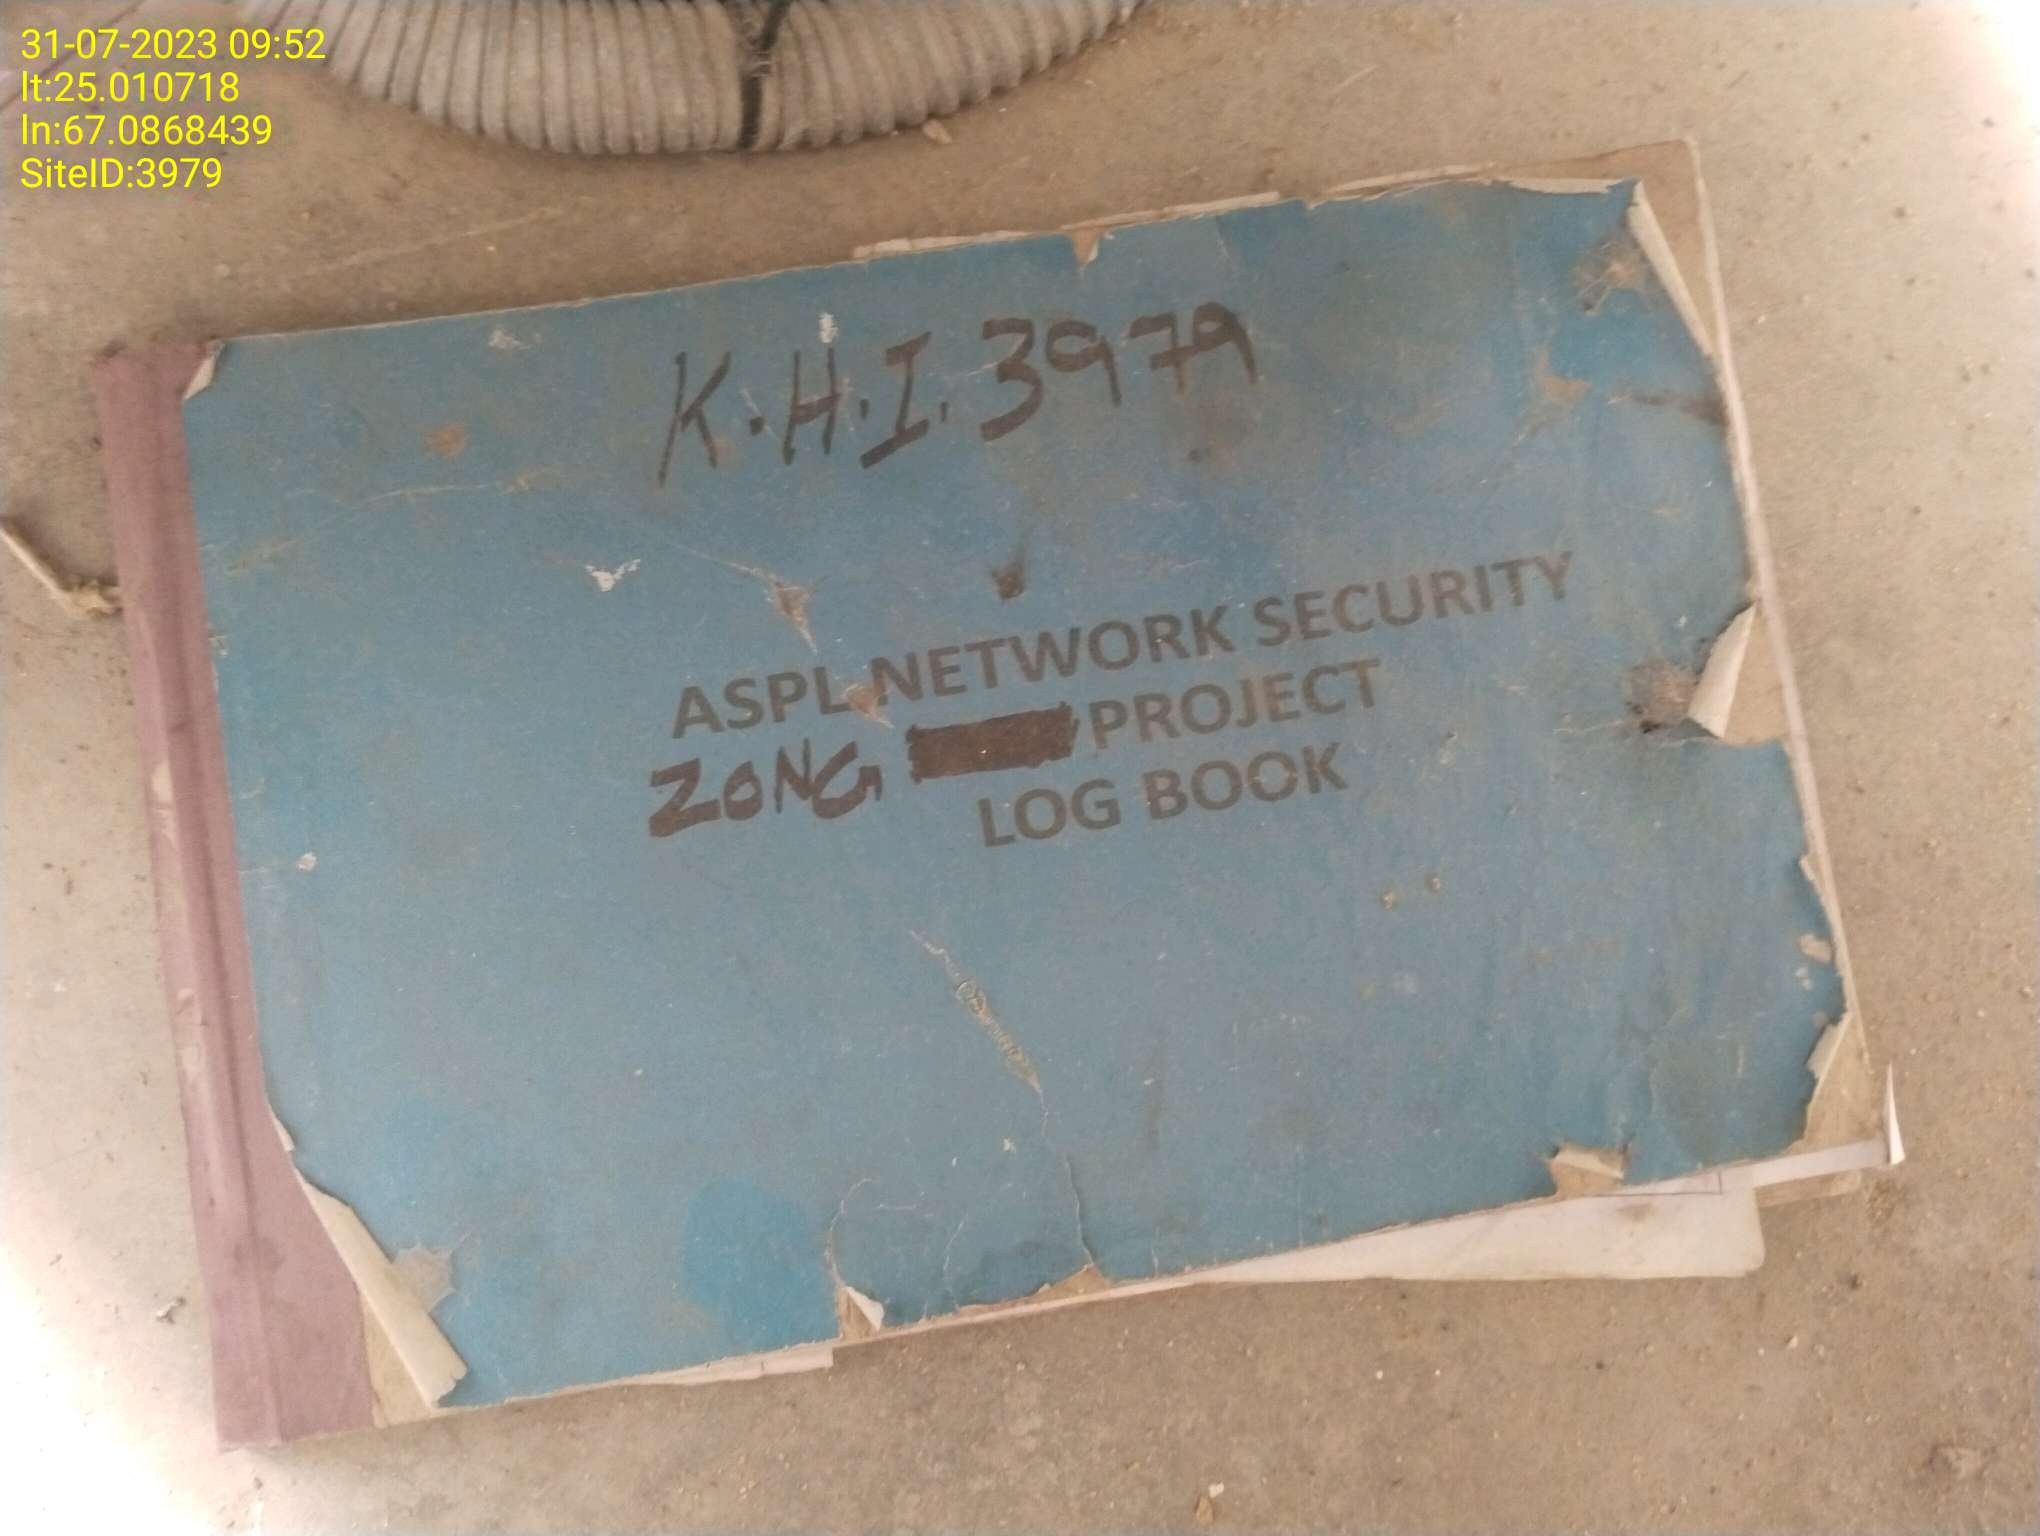 31-07-2023 09:52
lt:25.010718
ln:67.0868439
SiteID:3979
K.H.I. 3979
ASPL NETWORK SECURITY
ZONG PROJECT
LOG BOOK